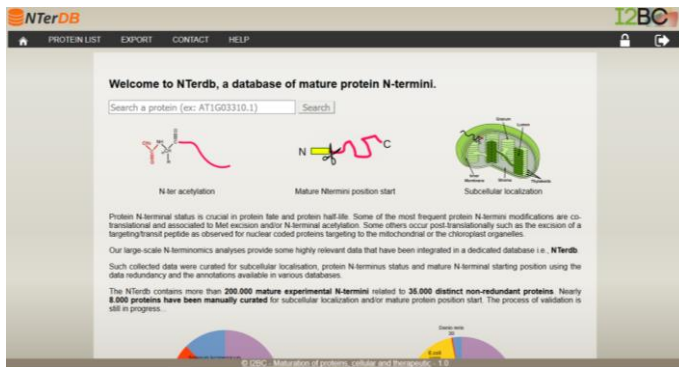 NTerDB
I2BC
PROTEIN LIST EXPORT CONTACT HELP
Welcome to NTerdb, a database of mature protein N-termini.
Search a protein (ex: AT1G03310.1) Search
N C
N-ter acetylation Mature Ntermini position start Subcellular localization
Protein N-terminal status is crucial in protein fate and protein half-life. Some of the most frequent protein N-termini modifications are co-
translational and associated to Met excision and/or N-terminal acetylation. Some others occur post-translationally such as the excision of a
targeting/transit peptide as observed for nuclear coded proteins targeting to the mitochondrial or the chloroplast organelles.
Our large-scale N-terminomics analyses provide some highly relevant data that have been integrated in a dedicated database i.e., NTerdb.
Such collected data were curated for subcellular localisation, protein N-terminus status and mature N-terminal starting position using the
data redundancy and the annotations available in various databases.
The NTerdb contains more than 200.000 mature experimental N-termini related to 35.000 distinct non-redundant proteins. Nearly
8.000 proteins have been manually curated for subcellular localization and/or mature protein position start. The process of validation is
still in progress...
E.coli
© I2BC - Maturation of proteins, cellular and therapeutic - 1.0